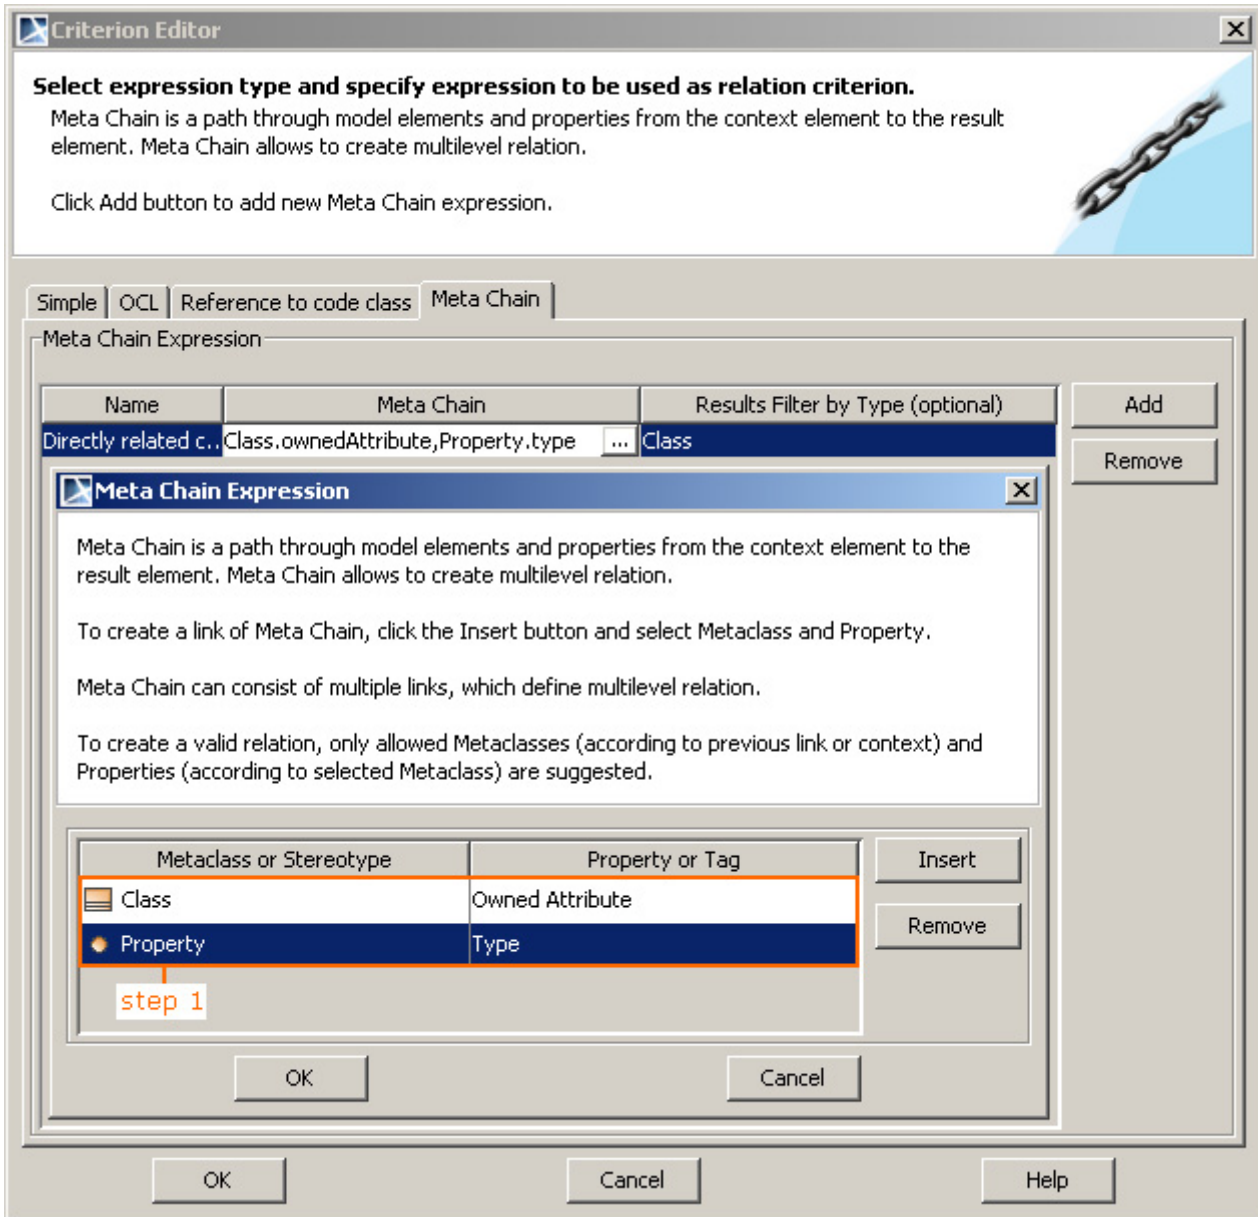 Criterion Editor
Select expression type and specify expression to be used as relation criterion.
Meta Chain is a path through model elements and properties from the context element to the result
element. Meta Chain allows to create multilevel relation.
Click Add button to add new Meta Chain expression.
Simple OCL Reference to code class Meta Chain
Meta Chain Expression
Name Meta Chain Results Filter by Type (optional) Add
Directly related c.. Class.ownedAttribute,Property.type ... Class
Remove
Meta Chain Expression
Meta Chain is a path through model elements and properties from the context element to the
result element. Meta Chain allows to create multilevel relation.
To create a link of Meta Chain, click the Insert button and select Metaclass and Property.
Meta Chain can consist of multiple links, which define multilevel relation.
To create a valid relation, only allowed Metaclasses (according to previous link or context) and
Properties (according to selected Metaclass) are suggested.
Metaclass or Stereotype Property or Tag Insert
Class Owned Attribute
Remove
Property Type
step 1
OK Cancel
OK Cancel Help